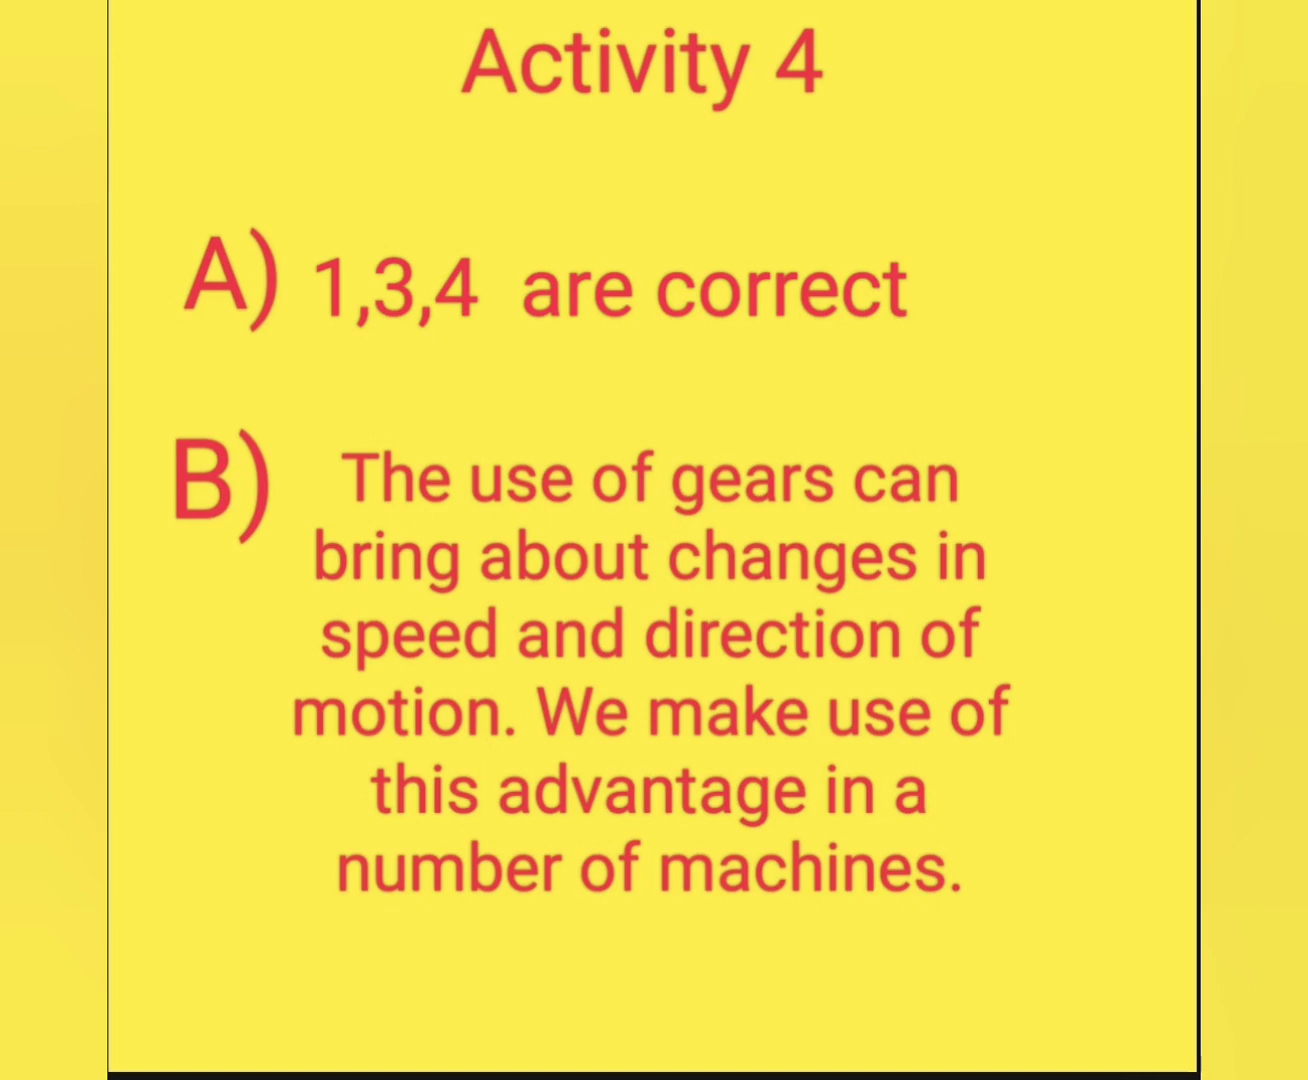 Activity 4
A) 1,3,4 are correct
B) The use of gears can
bring about changes in
speed and direction of
motion. We make use of
this advantage in a
number of machines.